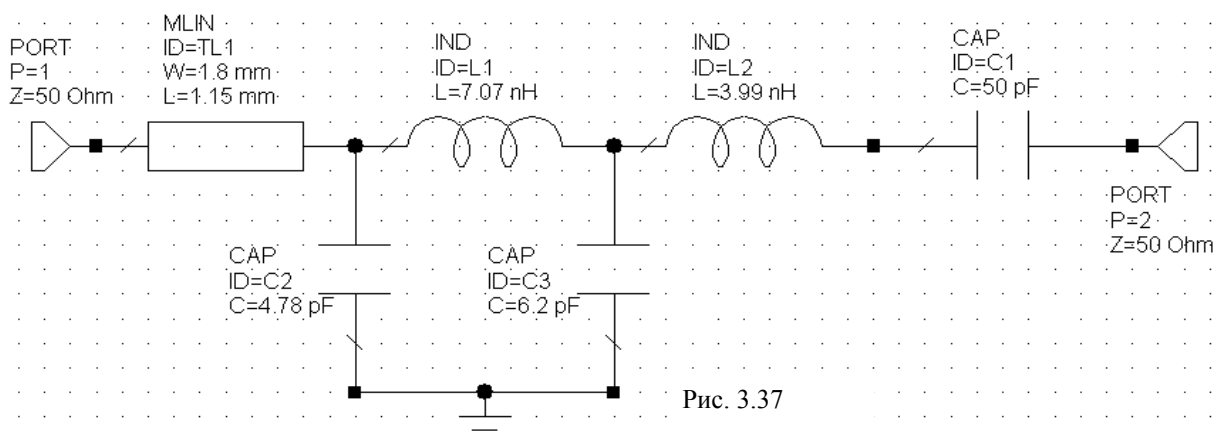 PORT
P=1
Z=50 Ohm
MLIN
ID=TL1
W=1.8 mm
L=1.15 mm
IND
ID=L1
L=7.07 nH
IND
ID=L2
L=3.99 nH
CAP
ID=C1
C=50 pF
PORT
P=2
Z=50 Ohm
CAP
ID=C2
C=4.78 pF
CAP
ID=C3
C=6.2 pF
Рис. 3.37